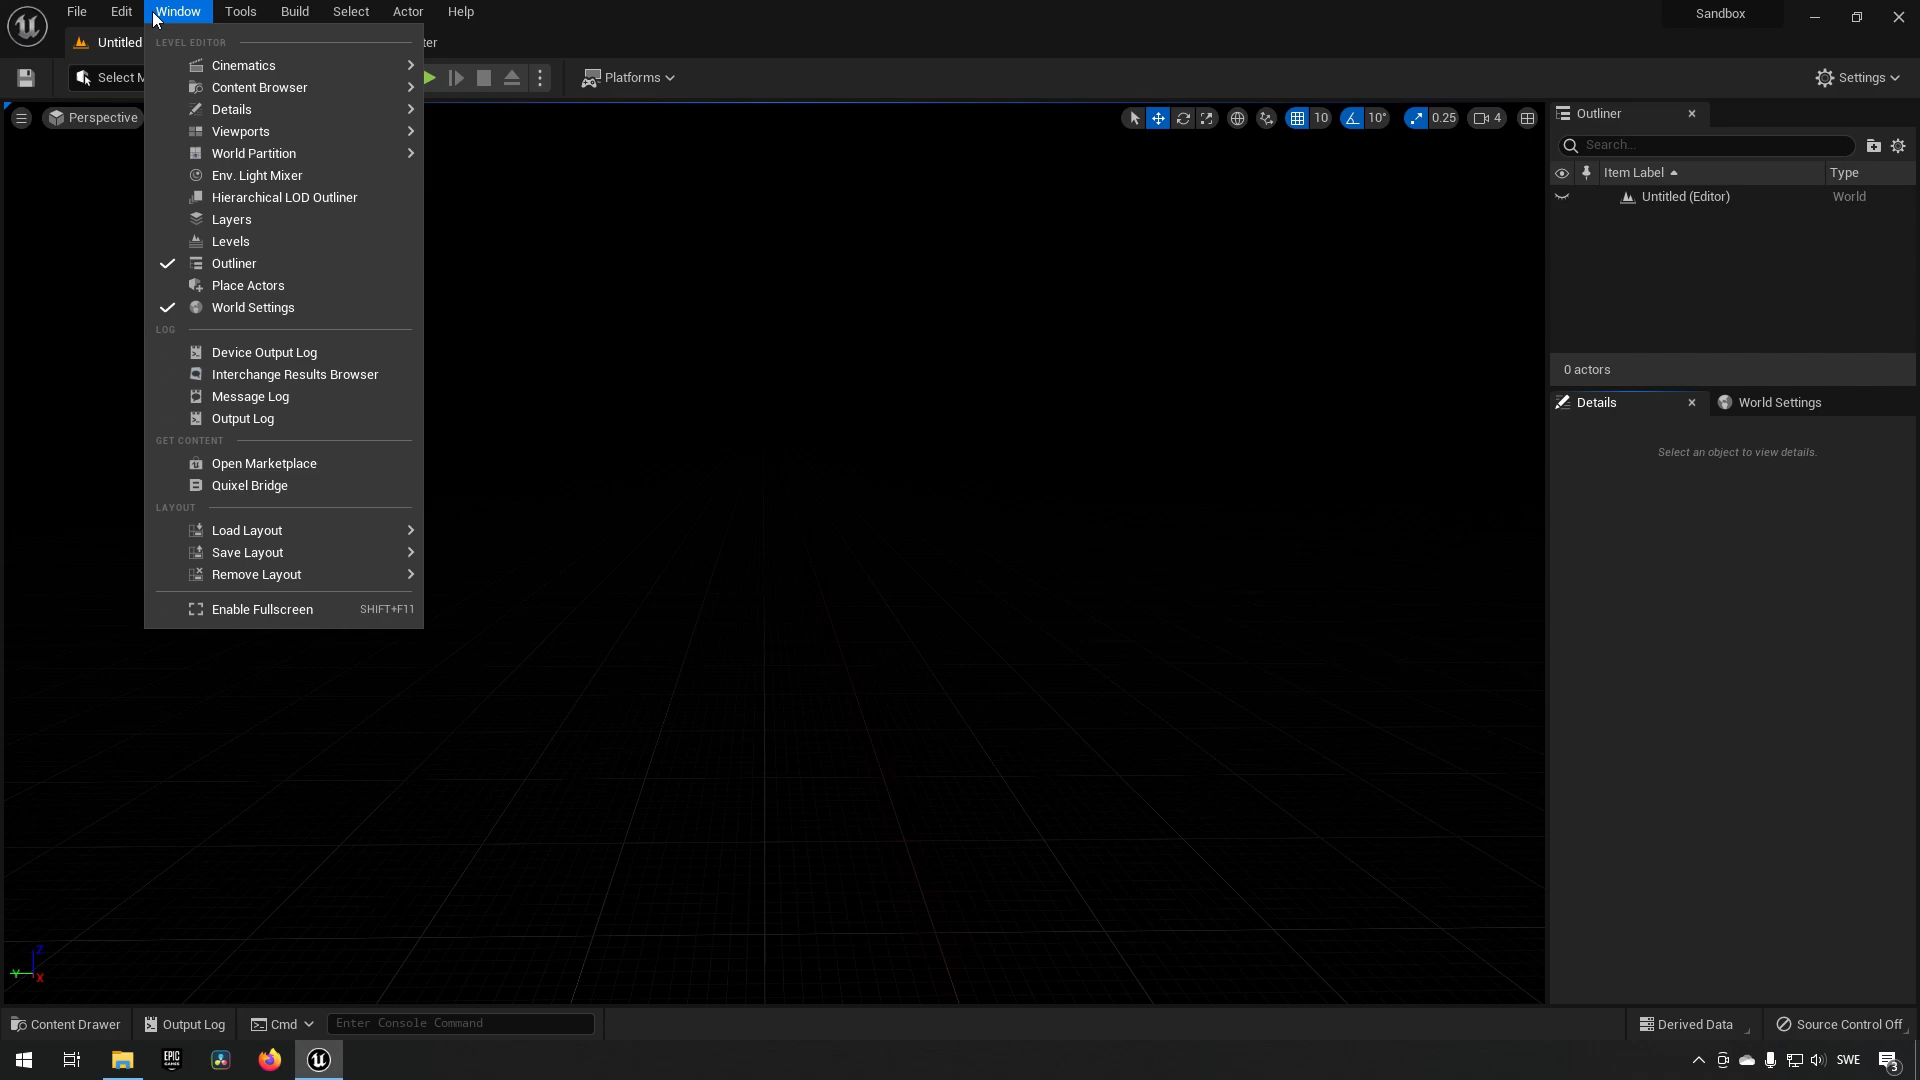 File Edit Window Tools Build Select Actor Help
Sandbox
Untitled
ter
Select M
Platforms
Settings
LEVEL EDITOR
Cinematics
Content Browser
Details
Viewports
World Partition
Env. Light Mixer
Hierarchical LOD Outliner
Layers
Levels
Outliner
Place Actors
World Settings
LOG
Device Output Log
Interchange Results Browser
Message Log
Output Log
GET CONTENT
Open Marketplace
Quixel Bridge
LAYOUT
Load Layout
Save Layout
Remove Layout
Enable Fullscreen SHIFT+F11
Perspective
10 10° 0.25 4
Outliner
Search...
Item Label Type
Untitled (Editor) World
0 actors
Details World Settings
Select an object to view details.
Z
Y X
Content Drawer Output Log Cmd Enter Console Command
Derived Data Source Control Off
EPIC GAMES
SWE
3